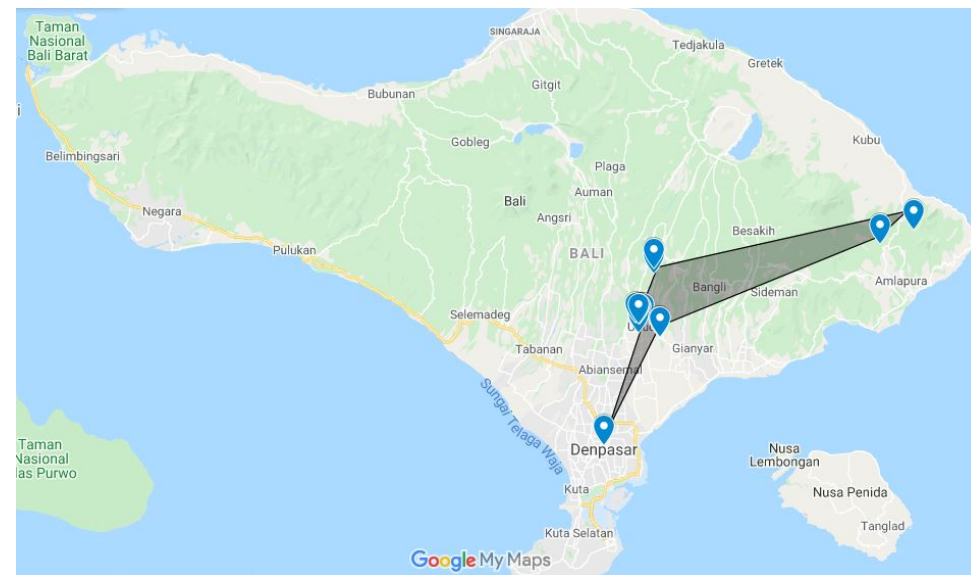 Taman
Nasional
Bali Barat
SINGARAJA
Tedjakula
Gretek
Gitgit
Bubunan
i
Gobleg
Kubu
Belimbingsari
Plaga
Auman
Bali
Negara
Angsri
Besakih
Pulukan
BALI
Bangli
Sideman
Amlapura
Selemadeg
Tabanan
Gianyar
Abiansemal
Sungai Telaga Waja
Taman
Nasional
las Purwo
Denpasar
Nusa
Lembongan
Kuta
Nusa Penida
Kuta Selatan
Tanglad
Google My Maps